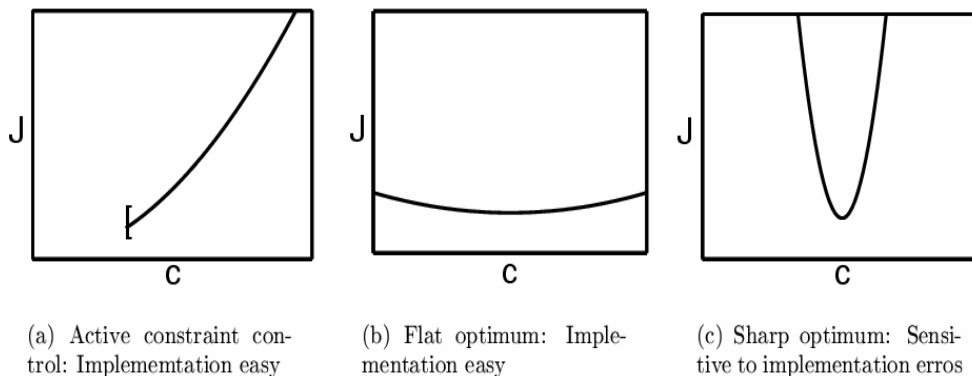 J
c
J
c
J
c
(a) Active constraint con-
trol: Implememtation easy
(b) Flat optimum: Imple-
mentation easy
(c) Sharp optimum: Sensi-
tive to implementation erros